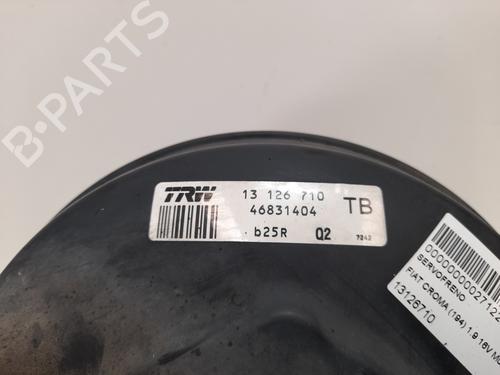 B-PARTS
TRW 13 126 710
46831404 TB
b25R Q2 7242
SERVOFRENO
FIAT CROMA (194) 1.9 16V
13126710